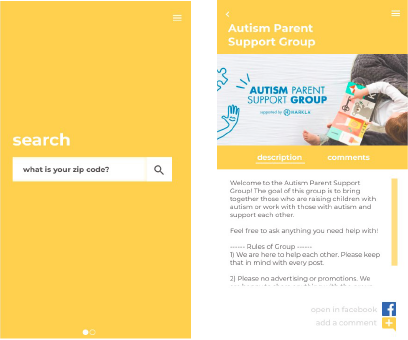 search
what is your zip code?
Autism Parent
Support Group
AUTISM PARENT
SUPPORT GROUP
supported by HARKLA
description
comments
Welcome to the Autism Parent Support
Group! The goal of this group is to bring
together those who are raising children with
autism or work with those with autism and
support each other.
Feel free to ask anything you need help with!
------ Rules of Group ------
1) We are here to help each other. Please keep
that in mind with every post.
2) Please no advertising or promotions. We
open in facebook
add a comment